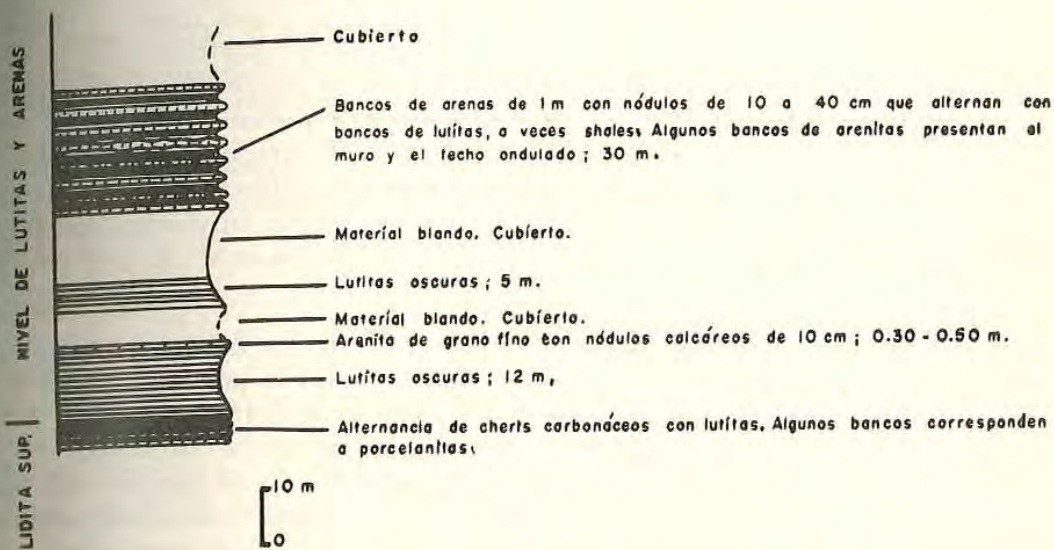 NIVEL DE LUTITAS Y ARENAS
LIDITA SUP.
Cubierto
Bancos de arenas de 1 m con nódulos de 10 a 40 cm que alternan con
bancos de lutitas, a veces shales. Algunos bancos de arenitas presentan el
muro y el techo ondulado ; 30 m.
Material blando. Cubierto.
Lutitas oscuras ; 5 m.
Material blando. Cubierto.
Arenita de grano fino con nódulos calcáreos de 10 cm ; 0.30 - 0.50 m.
Lutitas oscuras ; 12 m,
Alternancia de cherts carbonáceos con lutitas. Algunos bancos corresponden
a porcelanitas.
10 m
0